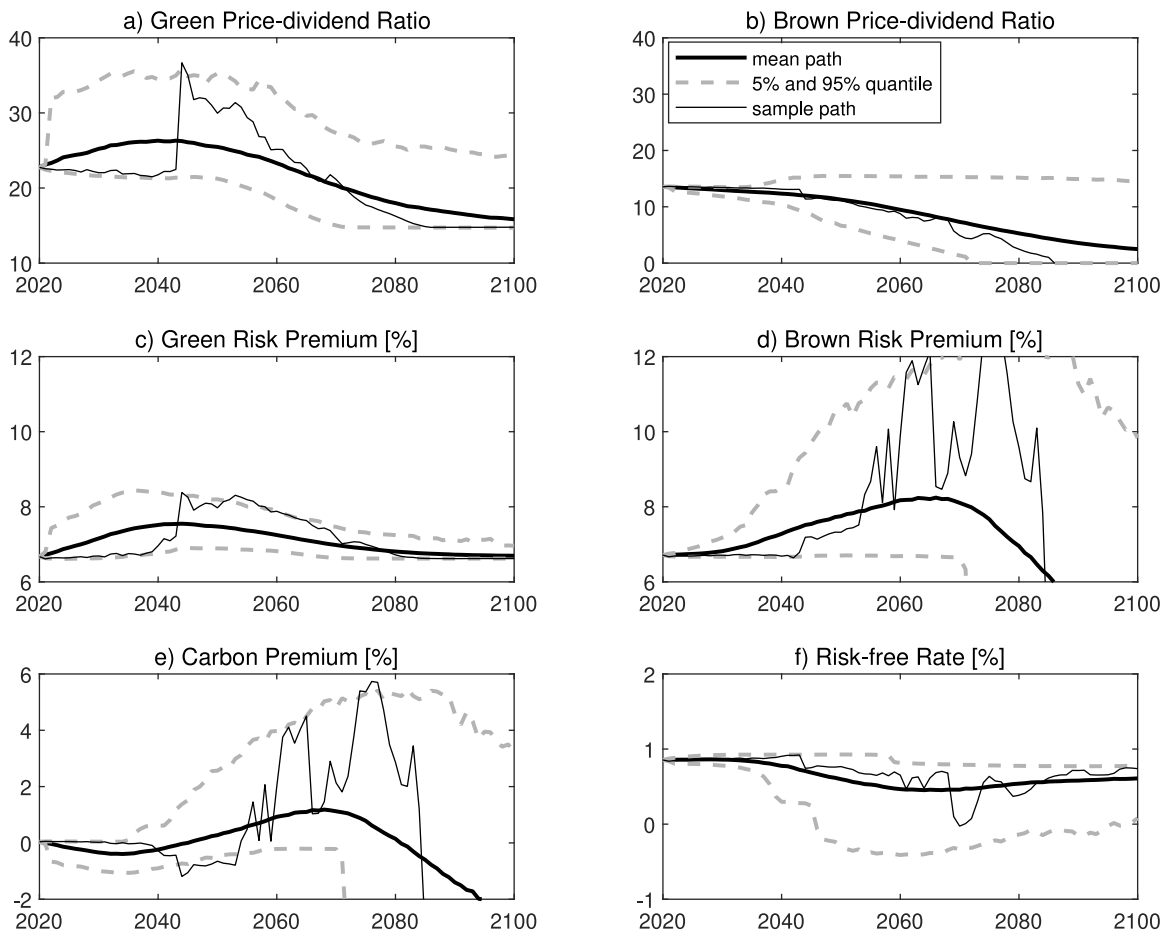 a) Green Price-dividend Ratio
40
30
20
10
2020 2040 2060 2080 2100
b) Brown Price-dividend Ratio
40
30
20
10
0
2020 2040 2060 2080 2100
mean path
5% and 95% quantile
sample path
c) Green Risk Premium [%]
12
10
8
6
2020 2040 2060 2080 2100
d) Brown Risk Premium [%]
12
10
8
6
2020 2040 2060 2080 2100
e) Carbon Premium [%]
6
4
2
0
-2
2020 2040 2060 2080 2100
f) Risk-free Rate [%]
2
1
0
-1
2020 2040 2060 2080 2100